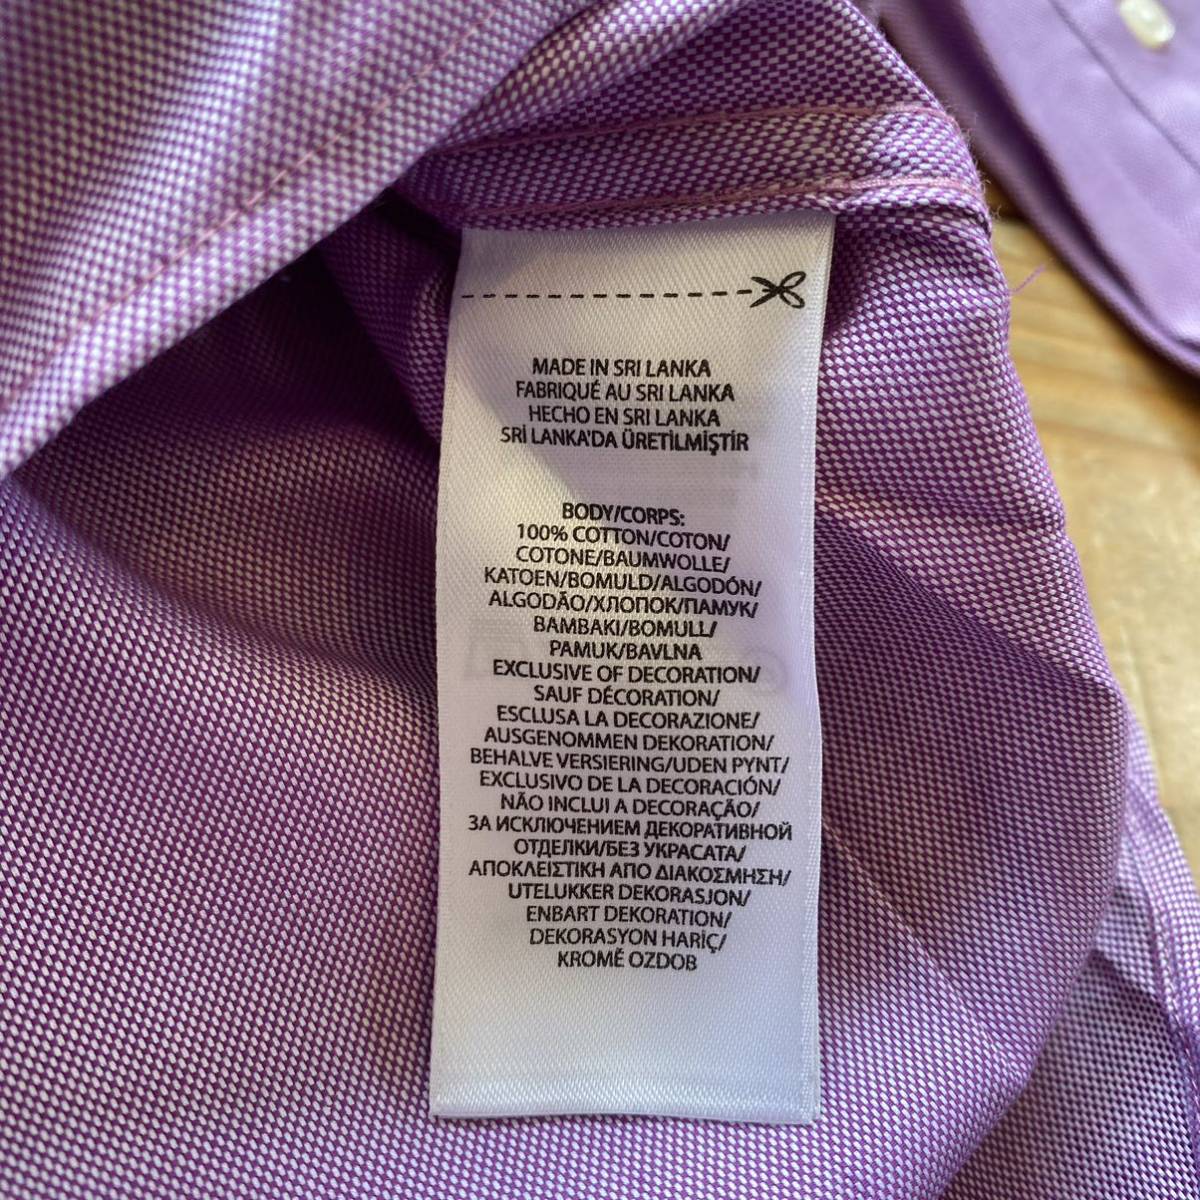 MADE IN SRI LANKA
FABRIQUÉ AU SRI LANKA
HECHO EN SRI LANKA
SRİ LANKA'DA ÜRETİLMİŞTİR
BODY/CORPS:
100% COTTON/COTON/
COTONE/BAUMWOLLE/
KATOEN/BOMULD/ALGODÓN/
ALGODÃO/ХЛОПОК/ПАМУК/
BAMBAKI/BOMULL/
PAMUK/BAVLNA
EXCLUSIVE OF DECORATION/
SAUF DÉCORATION/
ESCLUSA LA DECORAZIONE/
AUSGENOMMEN DEKORATION/
BEHALVE VERSIERING/UDEN PYNT/
EXCLUSIVO DE LA DECORACIÓN/
NÃO INCLUI A DECORAÇÃO/
ЗА ИСКЛЮЧЕНИЕМ ДЕКОРАТИВНОЙ
ОТДЕЛКИ/БЕЗ УКРАСАТА/
ΑΠΟΚΛΕΙΣΤΙΚΗ ΑΠΟ ΔΙΑΚΟΣΜΗΣΗ/
UTELUKKER DEKORASJON/
ENBART DEKORATION/
DEKORASYON HARİÇ/
KROMĚ OZDOB